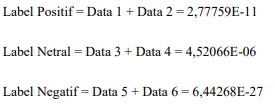 Label Positif = Data 1 + Data 2 = 2,77759E-11
Label Netral = Data 3 + Data 4 = 4,52066E-06
Label Negatif = Data 5 + Data 6 = 6,44268E-27